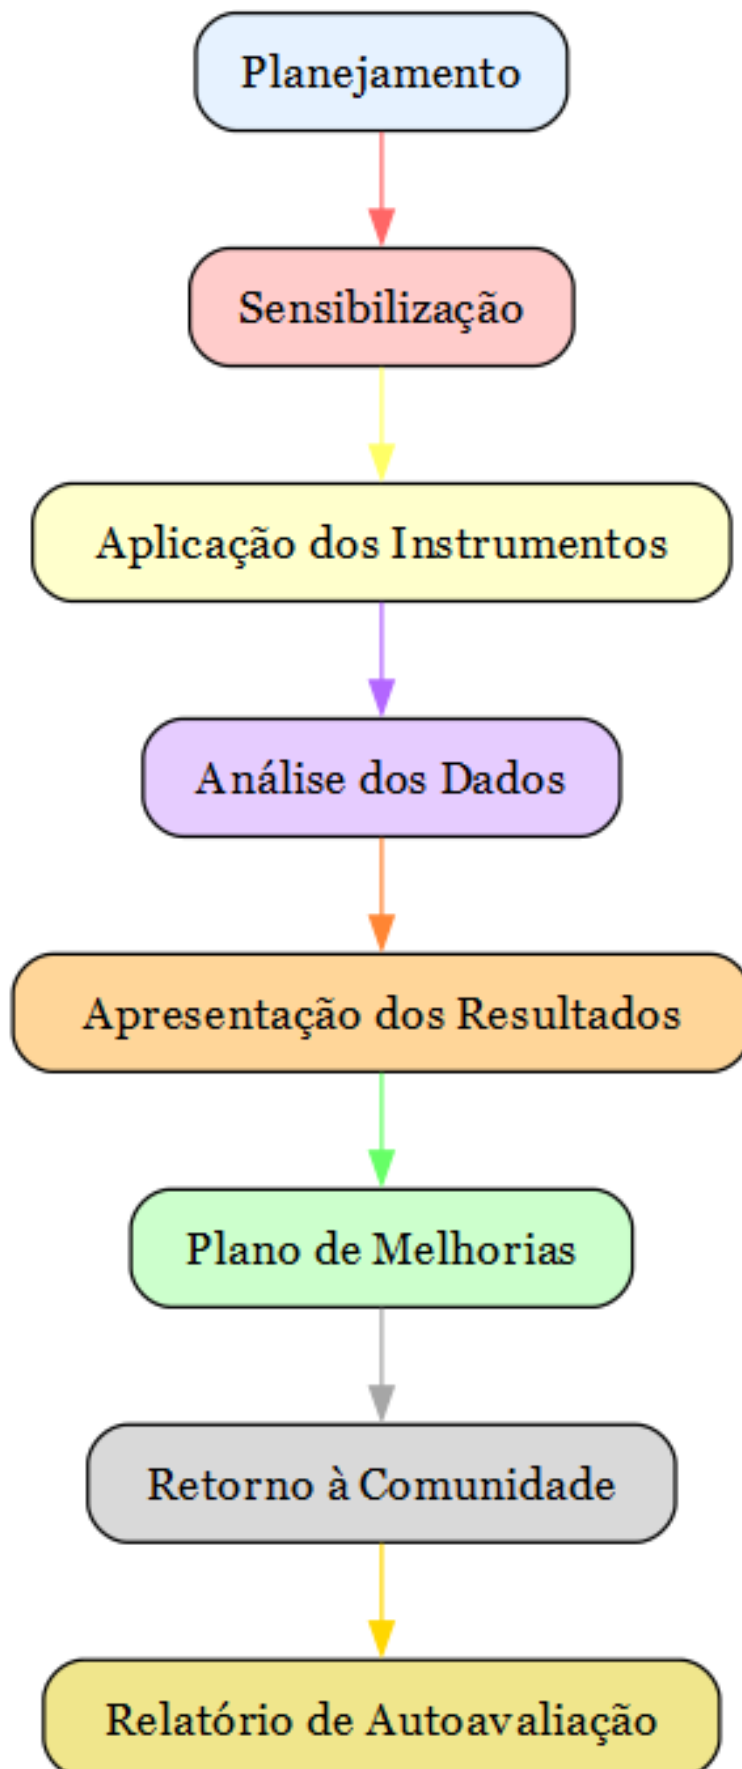 Planejamento
Sensibilização
Aplicação dos Instrumentos
Análise dos Dados
Apresentação dos Resultados
Plano de Melhorias
Retorno à Comunidade
Relatório de Autoavaliação